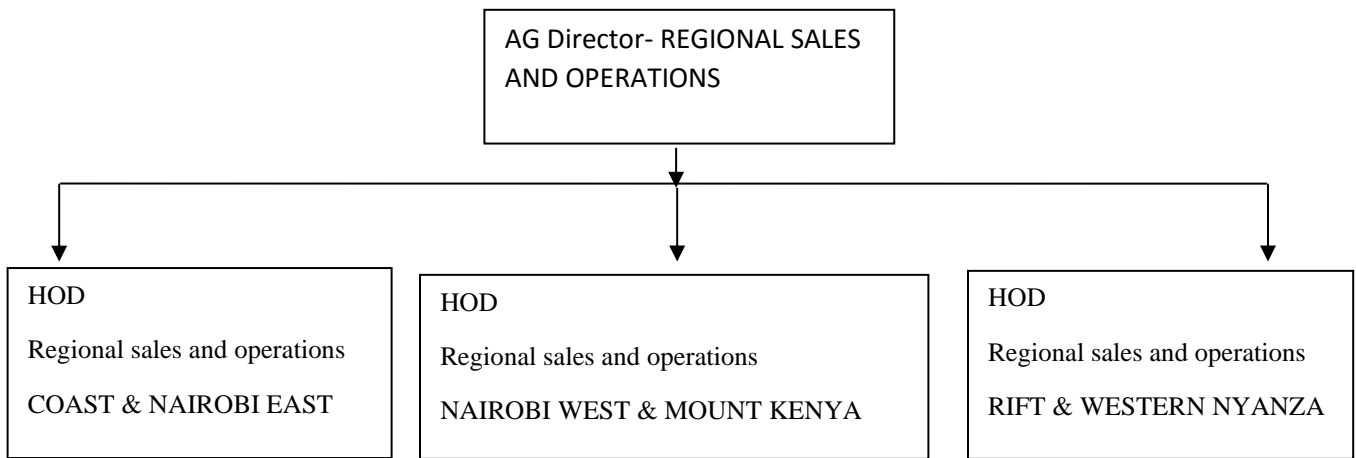 AG Director- REGIONAL SALES
AND OPERATIONS
HOD
Regional sales and operations
COAST & NAIROBI EAST
HOD
Regional sales and operations
NAIROBI WEST & MOUNT KENYA
HOD
Regional sales and operations
RIFT & WESTERN NYANZA